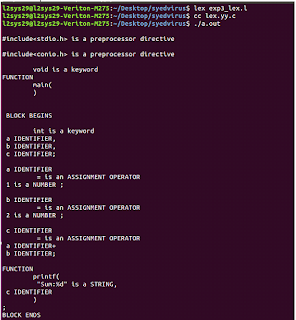 l2sys29@l2sys29-Veriton-M275:~/Desktop/syedvirus$ lex exp3_lex.l
l2sys29@l2sys29-Veriton-M275:~/Desktop/syedvirus$ cc lex.yy.c
l2sys29@l2sys29-Veriton-M275:~/Desktop/syedvirus$ ./a.out
#include<stdio.h> is a preprocessor directive
#include<conio.h> is a preprocessor directive
void is a keyword
FUNCTION
main(
)
BLOCK BEGINS
int is a keyword
a IDENTIFIER,
b IDENTIFIER,
c IDENTIFIER;
a IDENTIFIER
= is an ASSIGNMENT OPERATOR
1 is a NUMBER ;
b IDENTIFIER
= is an ASSIGNMENT OPERATOR
2 is a NUMBER ;
c IDENTIFIER
= is an ASSIGNMENT OPERATOR
a IDENTIFIER+
b IDENTIFIER;
FUNCTION
printf(
"Sum:%d" is a STRING,
c IDENTIFIER
)
;
BLOCK ENDS